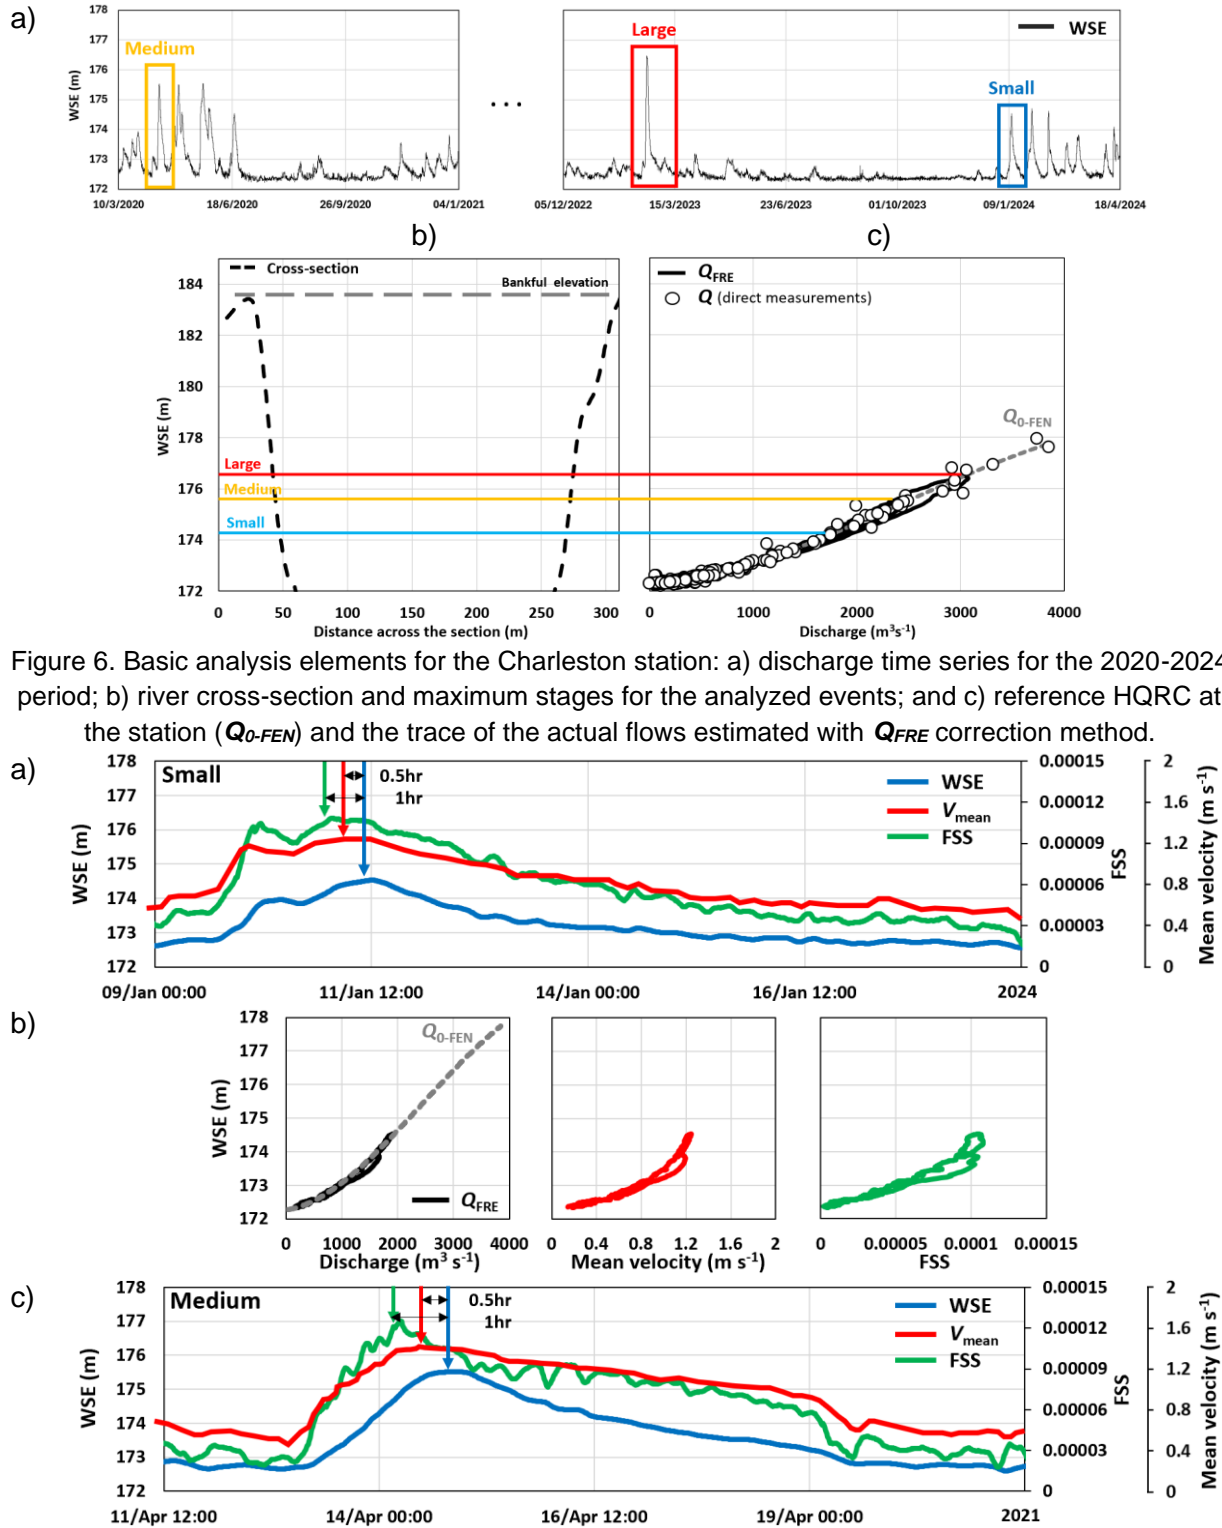 a)
178
177
176
175
174
173
172
WSE (m)
Medium
Large
Small
WSE
...
10/3/2020
18/6/2020
26/9/2020
04/1/2021
05/12/2022
15/3/2023
23/6/2023
01/10/2023
09/1/2024
18/4/2024
b)
c)
184
182
180
178
176
174
172
WSE (m)
Cross-section
Bankful elevation
Large
Medium
Small
0
50
100
150
200
250
300
Distance across the section (m)
QFRE
Q (direct measurements)
Q0-FEN
0
1000
2000
3000
4000
Discharge (m³s⁻¹)
Figure 6. Basic analysis elements for the Charleston station: a) discharge time series for the 2020-2024
period; b) river cross-section and maximum stages for the analyzed events; and c) reference HQRC at
the station (Q0-FEN) and the trace of the actual flows estimated with QFRE correction method.
a)
178
177
176
175
174
173
172
WSE (m)
Small
0.5hr
1hr
WSE
Vmean
FSS
0.00015
0.00012
0.00009
0.00006
0.00003
0
FSS
2
1.6
1.2
0.8
0.4
0
Mean velocity (m s⁻¹)
09/Jan 00:00
11/Jan 12:00
14/Jan 00:00
16/Jan 12:00
2024
b)
178
177
176
175
174
173
172
WSE (m)
Q0-FEN
QFRE
0
1000
2000
3000
4000
Discharge (m³ s⁻¹)
0
0.4
0.8
1.2
1.6
2
Mean velocity (m s⁻¹)
0
0.00005
0.0001
0.00015
FSS
c)
178
177
176
175
174
173
172
WSE (m)
Medium
0.5hr
1hr
WSE
Vmean
FSS
0.00015
0.00012
0.00009
0.00006
0.00003
0
FSS
2
1.6
1.2
0.8
0.4
0
Mean velocity (m s⁻¹)
11/Apr 12:00
14/Apr 00:00
16/Apr 12:00
19/Apr 00:00
2021